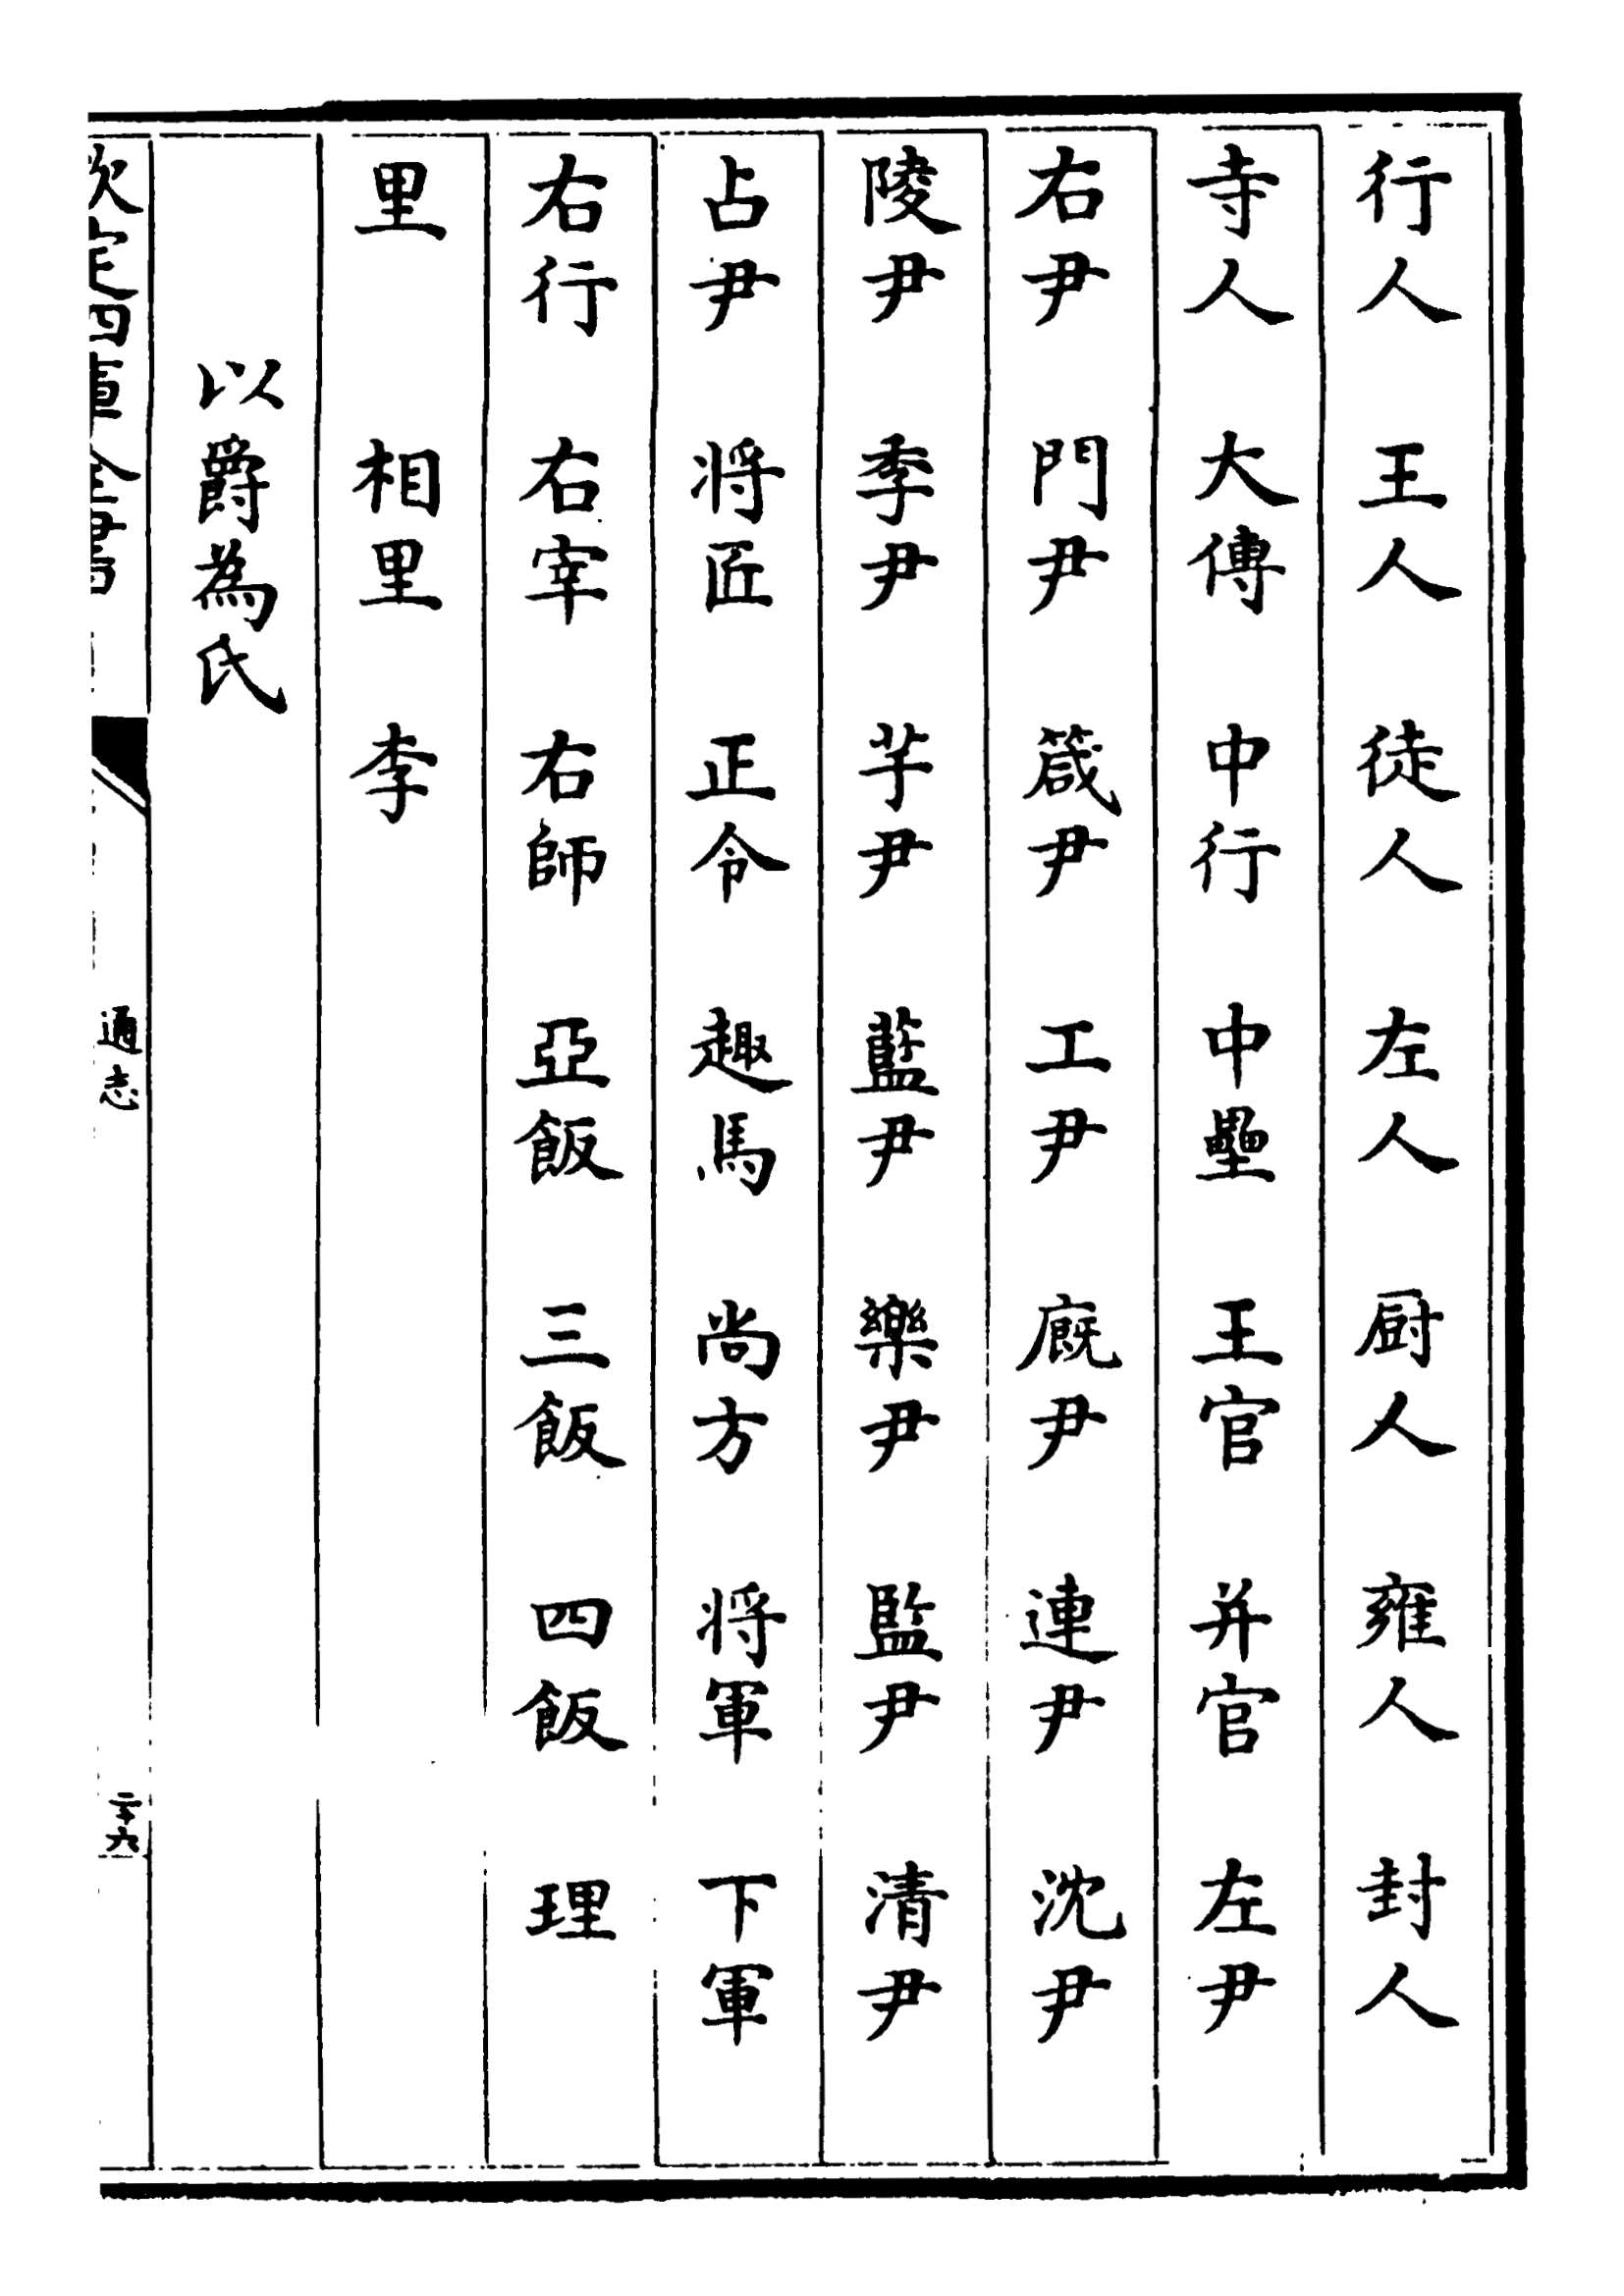 行人　王人　徒人　左人　厨人　雍人　封人
寺人　大傅　中行　中壘　王官　并官　左尹
右尹　門尹　箴尹　工尹　廐尹　連尹　沈尹
陵尹　季尹　芋尹　藍尹　樂尹　監尹　清尹
占尹　将匠　正令　趣馬　尚方　将軍　下軍
右行　右宰　右師　亞飯　三飯　四飯　理
里　相里　李
以爵為氏
欽定四庫全書　通志　二十六